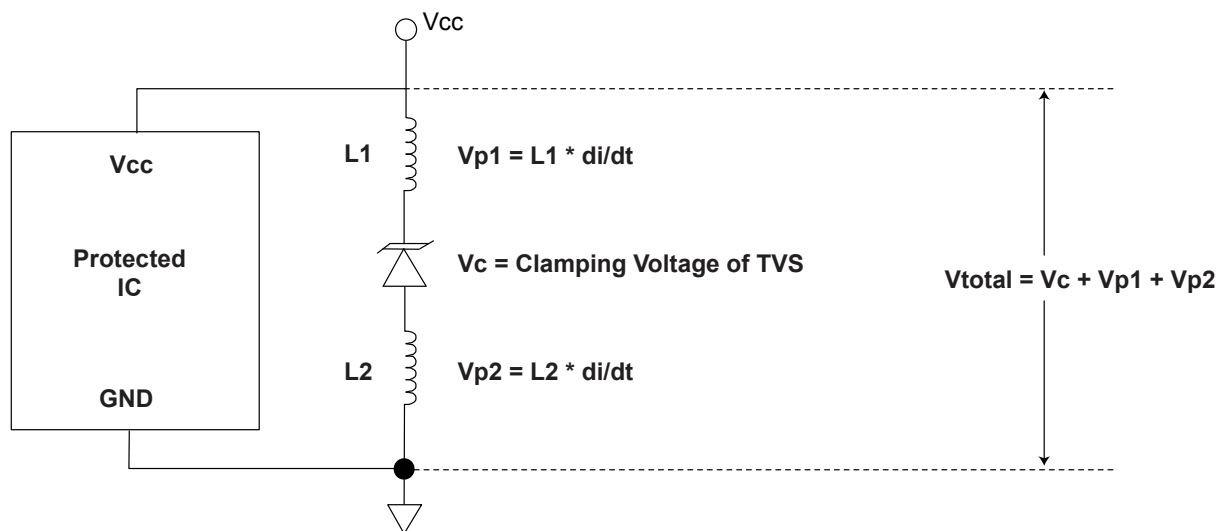 Vcc
Vcc
L1
Vp1 = L1 * di/dt
Protected
IC
Vc = Clamping Voltage of TVS
Vtotal = Vc + Vp1 + Vp2
L2
Vp2 = L2 * di/dt
GND